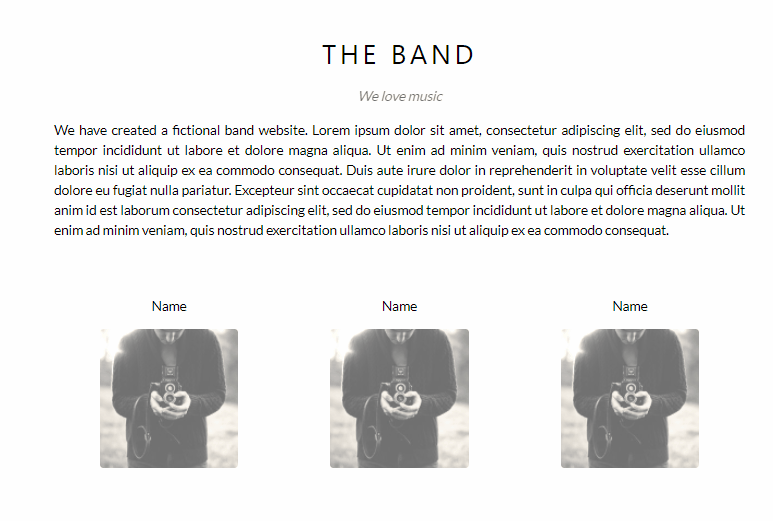 THE BAND
We love music
We have created a fictional band website. Lorem ipsum dolor sit amet, consectetur adipiscing elit, sed do eiusmod
tempor incididunt ut labore et dolore magna aliqua. Ut enim ad minim veniam, quis nostrud exercitation ullamco
laboris nisi ut aliquip ex ea commodo consequat. Duis aute irure dolor in reprehenderit in voluptate velit esse cillum
dolore eu fugiat nulla pariatur. Excepteur sint occaecat cupidatat non proident, sunt in culpa qui officia deserunt mollit
anim id est laborum consectetur adipiscing elit, sed do eiusmod tempor incididunt ut labore et dolore magna aliqua. Ut
enim ad minim veniam, quis nostrud exercitation ullamco laboris nisi ut aliquip ex ea commodo consequat.
Name Name Name